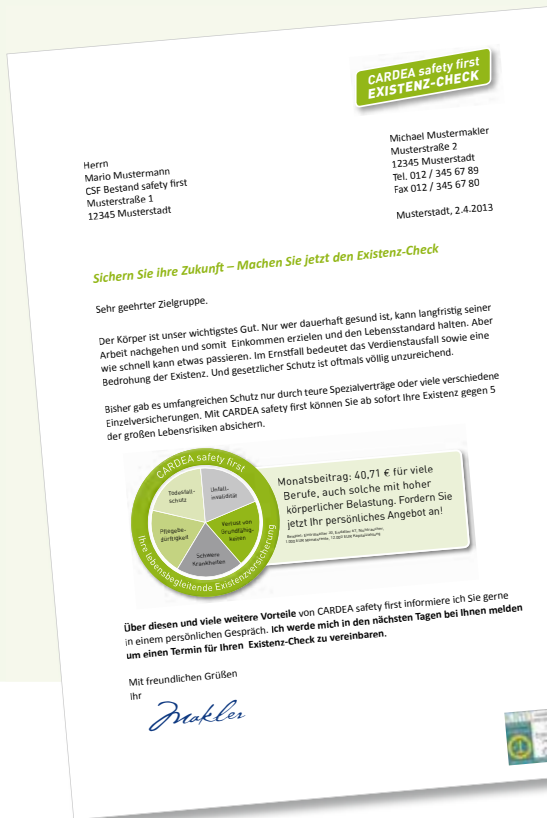 CARDEA safety first
EXISTENZ-CHECK
Herrn
Mario Mustermann
CSF Bestand safety first
Musterstraße 1
12345 Musterstadt
Michael Mustermakler
Musterstraße 2
12345 Musterstadt
Tel. 012 / 345 67 89
Fax 012 / 345 67 80
Musterstadt, 2.4.2013
Sichern Sie ihre Zukunft – Machen Sie jetzt den Existenz-Check
Sehr geehrter Zielgruppe.
Der Körper ist unser wichtigstes Gut. Nur wer dauerhaft gesund ist, kann langfristig seiner
Arbeit nachgehen und somit Einkommen erzielen und den Lebensstandard halten. Aber
wie schnell kann etwas passieren. Im Ernstfall bedeutet das Verdienstausfall sowie eine
Bedrohung der Existenz. Und gesetzlicher Schutz ist oftmals völlig unzureichend.
Bisher gab es umfangreichen Schutz nur durch teure Spezialverträge oder viele verschiedene
Einzelversicherungen. Mit CARDEA safety first können Sie ab sofort Ihre Existenz gegen 5
der großen Lebensrisiken absichern.
CARDEA safety first
Todesfall-
schutz
Unfall-
invalidität
Pflegebe-
dürftigkeit
Verlust von
Grundfähig-
keiten
Schwere
Krankheiten
Ihre lebensbegleitende Existenzversicherung
Monatsbeitrag: 40,71 € für viele
Berufe, auch solche mit hoher
körperlicher Belastung. Fordern Sie
jetzt Ihr persönliches Angebot an!
Über diesen und viele weitere Vorteile von CARDEA safety first informiere ich Sie gerne
in einem persönlichen Gespräch. Ich werde mich in den nächsten Tagen bei Ihnen melden
um einen Termin für Ihren Existenz-Check zu vereinbaren.
Mit freundlichen Grüßen
Ihr
Makler